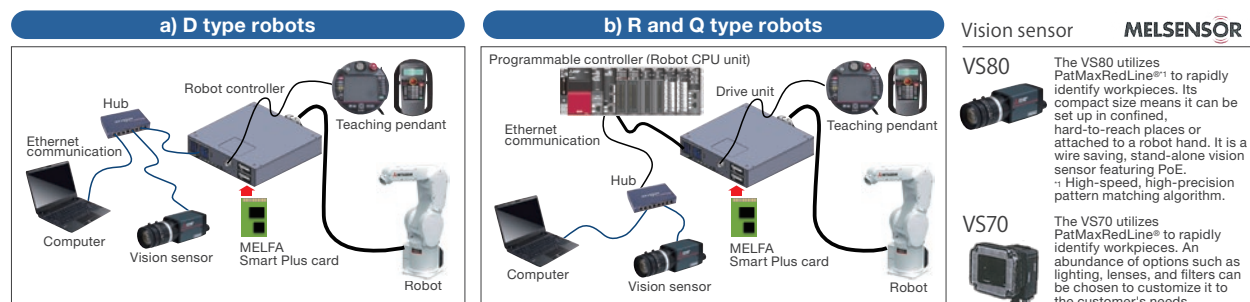 a) D type robots
Hub
Robot controller
Teaching pendant
Ethernet
communication
Computer
Vision sensor
MELFA
Smart Plus card
Robot
b) R and Q type robots
Programmable controller (Robot CPU unit)
Drive unit
Teaching pendant
Ethernet
communication
Hub
Computer
Vision sensor
MELFA
Smart Plus card
Robot
Vision sensor
MELSENSOR
VS80
The VS80 utilizes
PatMaxRedLine®*1 to rapidly
identify workpieces. Its
compact size means it can be
set up in confined,
hard-to-reach places or
attached to a robot hand. It is a
wire saving, stand-alone vision
sensor featuring PoE.
*1 High-speed, high-precision
pattern matching algorithm.
VS70
The VS70 utilizes
PatMaxRedLine® to rapidly
identify workpieces. An
abundance of options such as
lighting, lenses, and filters can
be chosen to customize it to
the customer's needs.